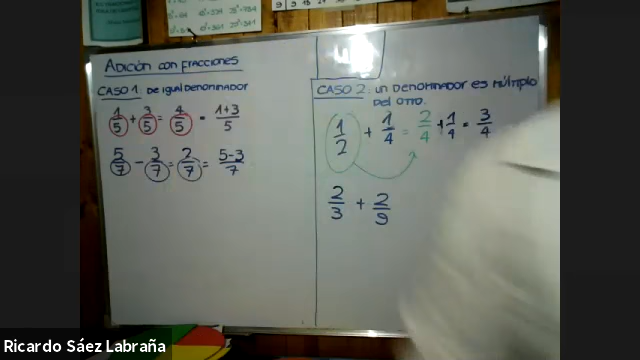 ADICIÓN CON FRACCIONES
CASO 1. DE IGUAL DENOMINADOR
1/5 + 3/5 = 4/5 = 1+3/5
5/7 - 3/7 = 2/7 = 5-3/7
CASO 2. UN DENOMINADOR ES MÚLTIPLO
DEL OTRO.
1/2 + 1/4 = 2/4 + 1/4 = 3/4
2/3 + 2/9
Ricardo Sáez Labraña